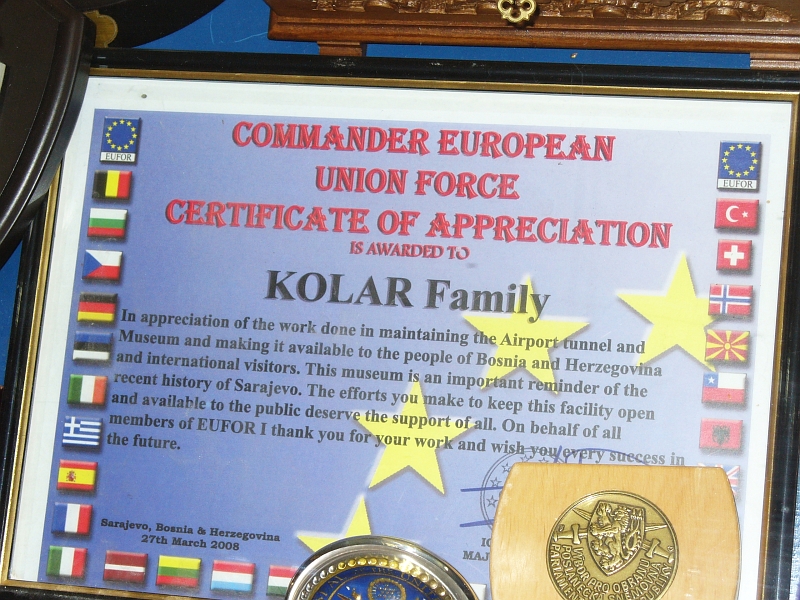 COMMANDER EUROPEAN
UNION FORCE
CERTIFICATE OF APPRECIATION
IS AWARDED TO
KOLAR Family
In appreciation of the work done in maintaining the Airport tunnel and
Museum and making it available to the people of Bosnia and Herzegovina
and international visitors. This museum is an important reminder of the
recent history of Sarajevo. The efforts you make to keep this facility open
and available to the public deserve the support of all. On behalf of all
members of EUFOR I thank you for your work and wish you every success in
the future.
Sarajevo, Bosnia & Herzegovina
27th March 2008
EUFOR
EUFOR